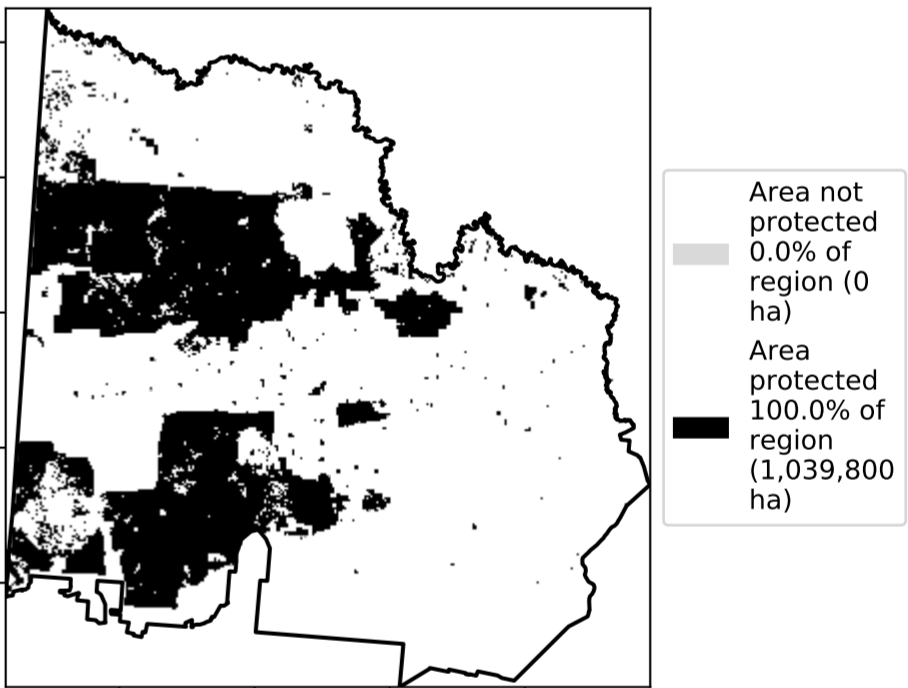 Area not
protected
0.0% of
region (0
ha)
Area
protected
100.0% of
region
(1,039,800
ha)